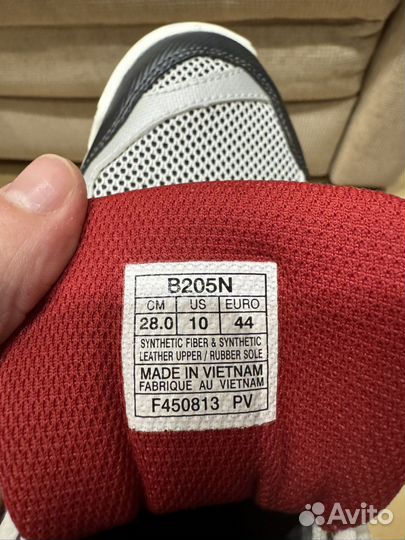 B205N
CM US EURO
28.0 10 44
SYNTHETIC FIBER & SYNTHETIC
LEATHER UPPER / RUBBER SOLE
MADE IN VIETNAM
FABRIQUE AU VIETNAM
F450813 PV
Avito